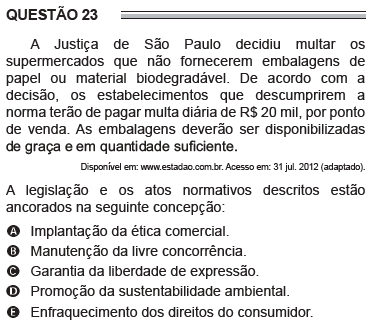 QUESTÃO 23
A Justiça de São Paulo decidiu multar os
supermercados que não fornecerem embalagens de
papel ou material biodegradável. De acordo com a
decisão, os estabelecimentos que descumprirem a
norma terão de pagar multa diária de R$ 20 mil, por ponto
de venda. As embalagens deverão ser disponibilizadas
de graça e em quantidade suficiente.
Disponível em: www.estadao.com.br. Acesso em: 31 jul. 2012 (adaptado).
A legislação e os atos normativos descritos estão
ancorados na seguinte concepção:
A Implantação da ética comercial.
B Manutenção da livre concorrência.
C Garantia da liberdade de expressão.
D Promoção da sustentabilidade ambiental.
E Enfraquecimento dos direitos do consumidor.